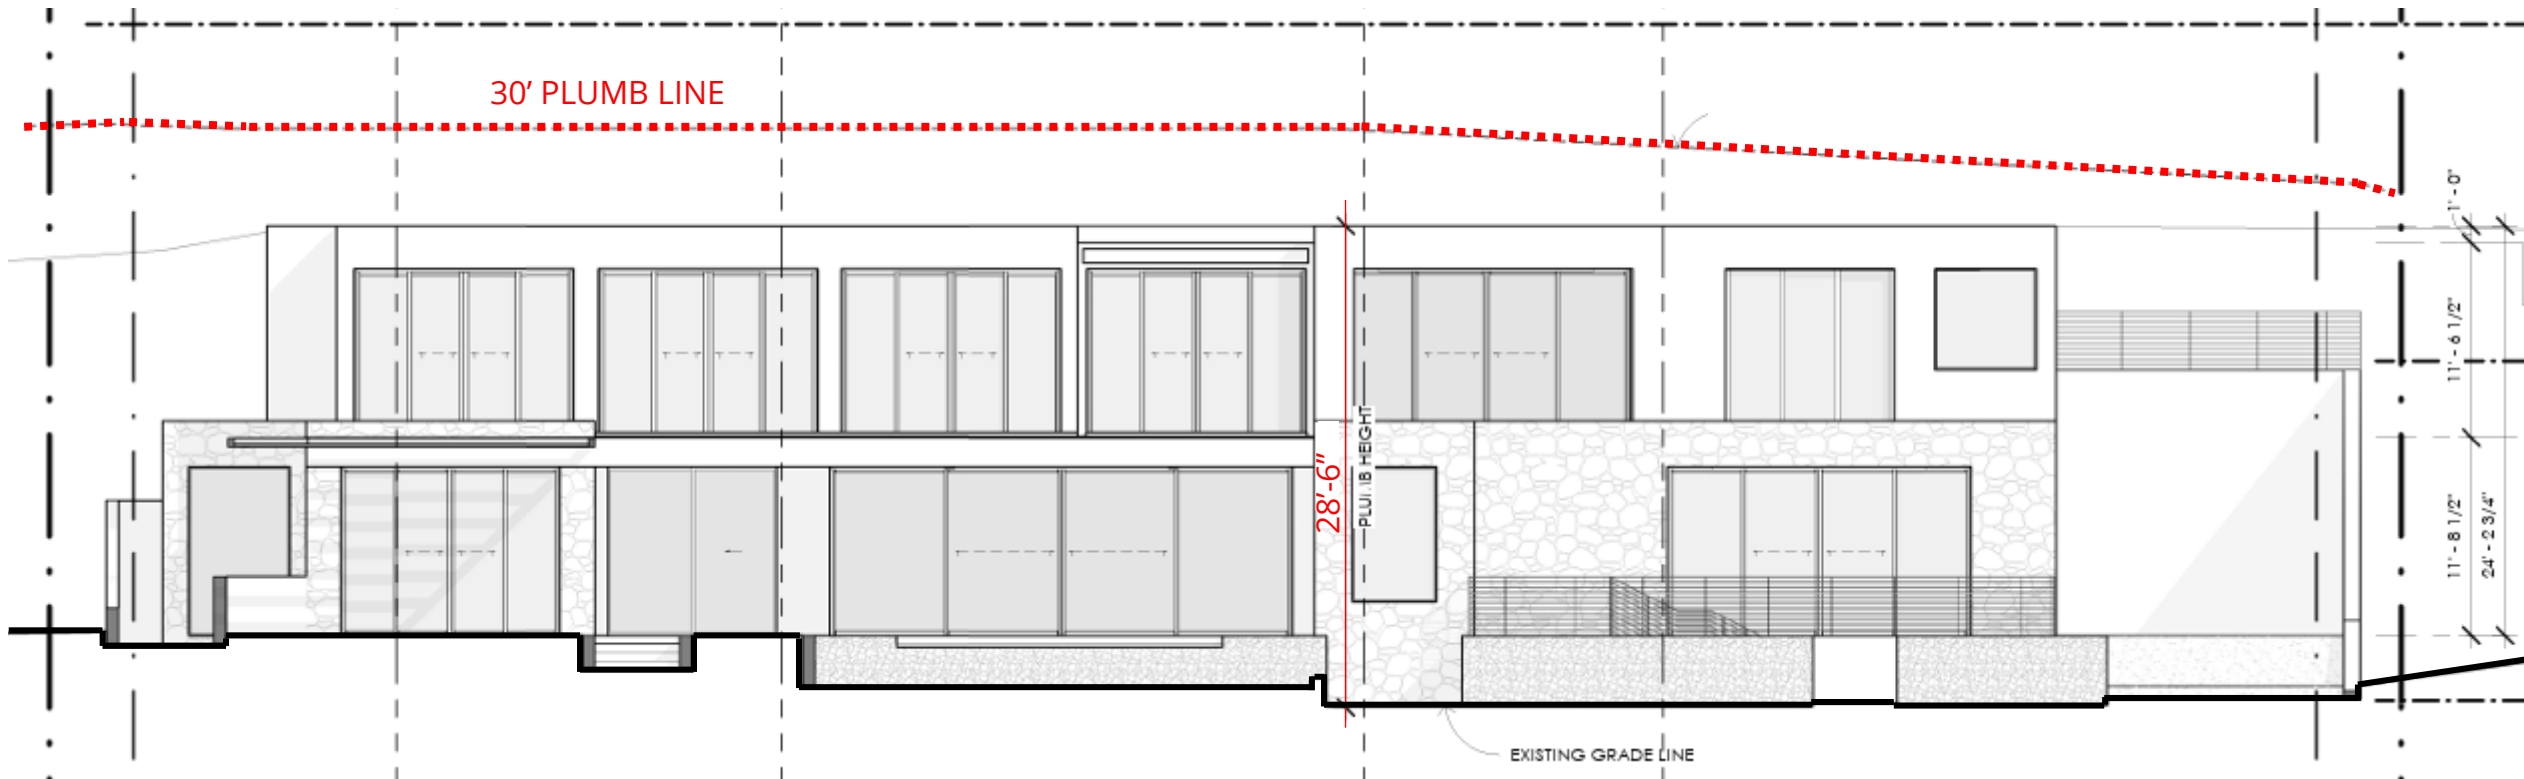 30’ PLUMB LINE
1' - 0"
11' - 6 1/2"
28’-6”
PLUMB HEIGHT
11' - 8 1/2"
24' - 2 3/4"
EXISTING GRADE LINE